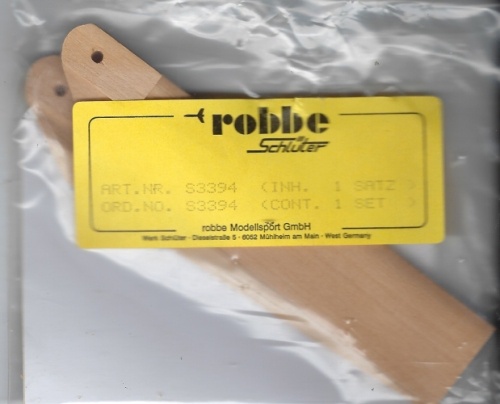 robbe
Schlüter
ART.NR. S3394 (INH. 1 SATZ )
ORD.NO. S3394 (CONT. 1 SET )
robbe Modellsport GmbH
Werk Schlüter · Dieselstraße 5 · 6052 Mühlheim am Main · West Germany